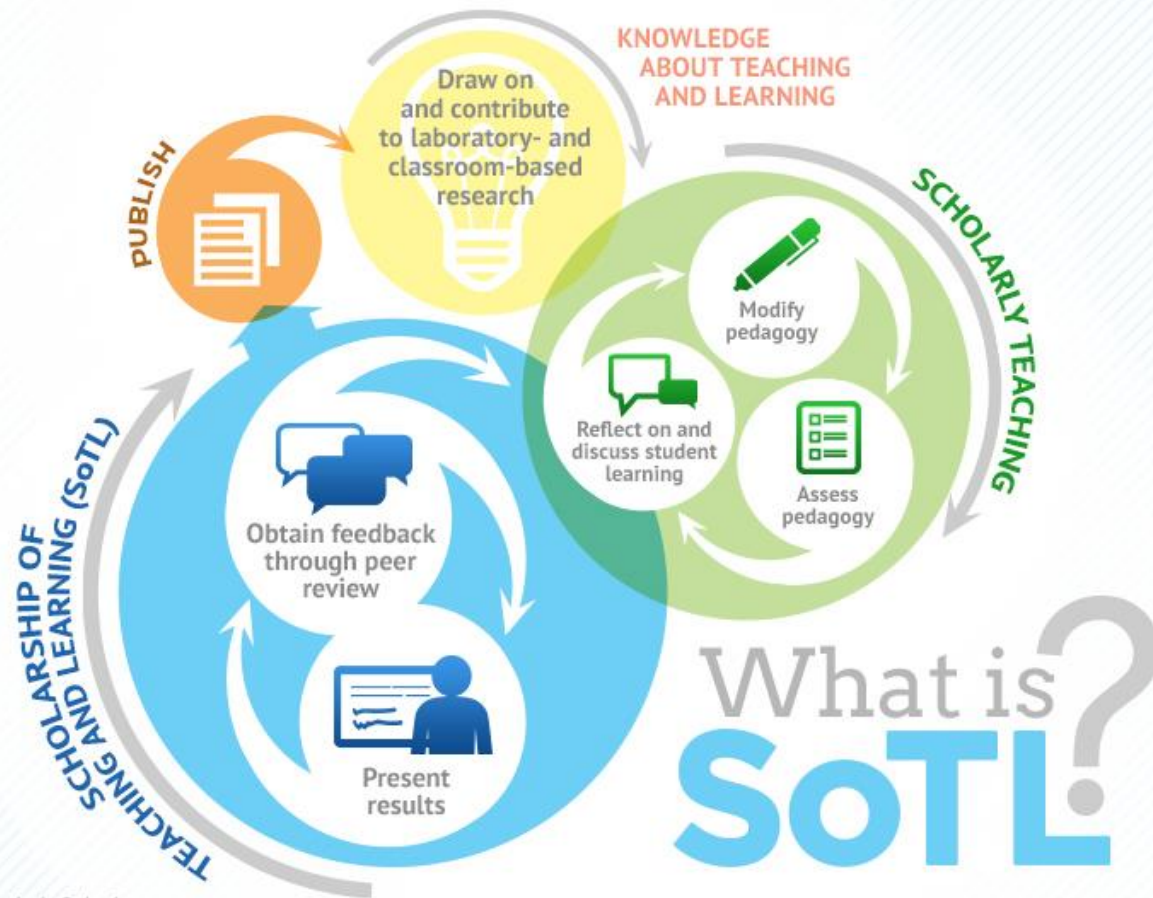 KNOWLEDGE
ABOUT TEACHING
AND LEARNING
Draw on
and contribute
to laboratory- and
classroom-based
research
PUBLISH
SCHOLARLY TEACHING
Modify
pedagogy
Reflect on and
discuss student
learning
Assess
pedagogy
Obtain feedback
through peer
review
Present
results
SCHOLARSHIP OF
TEACHING AND LEARNING (SoTL)
What is
SoTL?